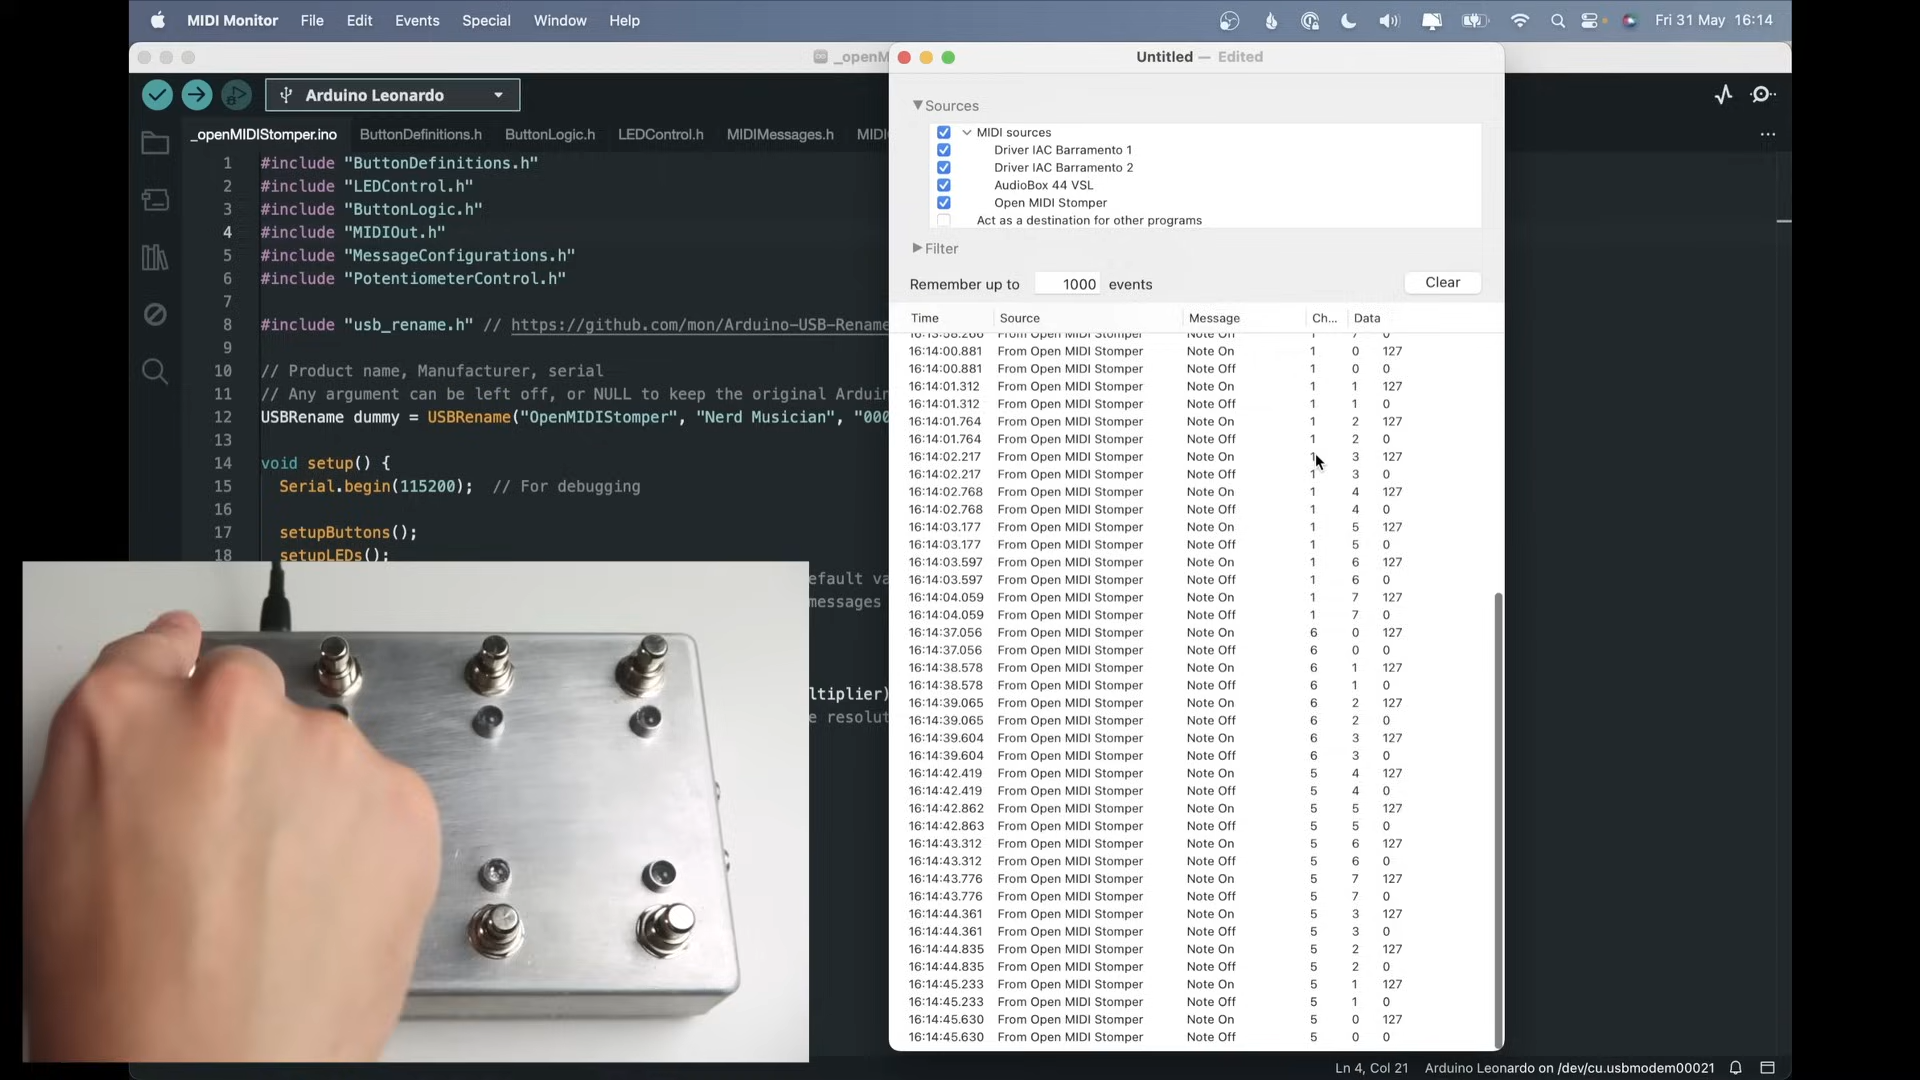 MIDI Monitor File Edit Events Special Window Help Fri 31 May 16:14
_openM
Untitled — Edited
Arduino Leonardo
_openMIDIStomper.ino ButtonDefinitions.h ButtonLogic.h LEDControl.h MIDIMessages.h
1 #include "ButtonDefinitions.h"
2 #include "LEDControl.h"
3 #include "ButtonLogic.h"
4 #include "MIDIOut.h"
5 #include "MessageConfigurations.h"
6 #include "PotentiometerControl.h"
7
8 #include "usb_rename.h" // https://github.com/mon/Arduino-USB-Rename
9
10 // Product name, Manufacturer, serial
11 // Any argument can be left off, or NULL to keep the original Arduin
12 USBRename dummy = USBRename("OpenMIDIStomper", "Nerd Musician", "000
13
14 void setup() {
15 Serial.begin(115200); // For debugging
16
17 setupButtons();
18 setupLEDs();
efault va
messages
ltiplier)
e resolut
Sources
MIDI sources
Driver IAC Barramento 1
Driver IAC Barramento 2
AudioBox 44 VSL
Open MIDI Stomper
Act as a destination for other programs
Filter
Remember up to 1000 events Clear
Time Source Message Ch... Data
16:13:58.266 From Open MIDI Stomper Note Off 1 7 0
16:14:00.881 From Open MIDI Stomper Note On 1 0 127
16:14:00.881 From Open MIDI Stomper Note Off 1 0 0
16:14:01.312 From Open MIDI Stomper Note On 1 1 127
16:14:01.312 From Open MIDI Stomper Note Off 1 1 0
16:14:01.764 From Open MIDI Stomper Note On 1 2 127
16:14:01.764 From Open MIDI Stomper Note Off 1 2 0
16:14:02.217 From Open MIDI Stomper Note On 1 3 127
16:14:02.217 From Open MIDI Stomper Note Off 1 3 0
16:14:02.768 From Open MIDI Stomper Note On 1 4 127
16:14:02.768 From Open MIDI Stomper Note Off 1 4 0
16:14:03.177 From Open MIDI Stomper Note On 1 5 127
16:14:03.177 From Open MIDI Stomper Note Off 1 5 0
16:14:03.597 From Open MIDI Stomper Note On 1 6 127
16:14:03.597 From Open MIDI Stomper Note Off 1 6 0
16:14:04.059 From Open MIDI Stomper Note On 1 7 127
16:14:04.059 From Open MIDI Stomper Note Off 1 7 0
16:14:37.056 From Open MIDI Stomper Note On 6 0 127
16:14:37.056 From Open MIDI Stomper Note Off 6 0 0
16:14:38.578 From Open MIDI Stomper Note On 6 1 127
16:14:38.578 From Open MIDI Stomper Note Off 6 1 0
16:14:39.065 From Open MIDI Stomper Note On 6 2 127
16:14:39.065 From Open MIDI Stomper Note Off 6 2 0
16:14:39.604 From Open MIDI Stomper Note On 6 3 127
16:14:39.604 From Open MIDI Stomper Note Off 6 3 0
16:14:42.419 From Open MIDI Stomper Note On 5 4 127
16:14:42.419 From Open MIDI Stomper Note Off 5 4 0
16:14:42.862 From Open MIDI Stomper Note On 5 5 127
16:14:42.863 From Open MIDI Stomper Note Off 5 5 0
16:14:43.312 From Open MIDI Stomper Note On 5 6 127
16:14:43.312 From Open MIDI Stomper Note Off 5 6 0
16:14:43.776 From Open MIDI Stomper Note On 5 7 127
16:14:43.776 From Open MIDI Stomper Note Off 5 7 0
16:14:44.361 From Open MIDI Stomper Note On 5 3 127
16:14:44.361 From Open MIDI Stomper Note Off 5 3 0
16:14:44.835 From Open MIDI Stomper Note On 5 2 127
16:14:44.835 From Open MIDI Stomper Note Off 5 2 0
16:14:45.233 From Open MIDI Stomper Note On 5 1 127
16:14:45.233 From Open MIDI Stomper Note Off 5 1 0
16:14:45.630 From Open MIDI Stomper Note On 5 0 127
16:14:45.630 From Open MIDI Stomper Note Off 5 0 0
Ln 4, Col 21 Arduino Leonardo on /dev/cu.usbmodem00021